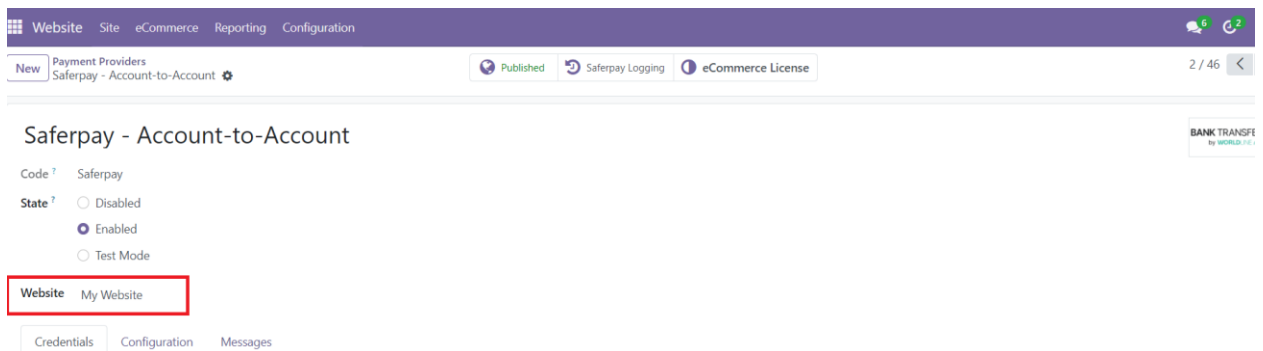 Website Site eCommerce Reporting Configuration 6 2
New Payment Providers Published Saferpay Logging eCommerce License 2 / 46
Saferpay - Account-to-Account
Saferpay - Account-to-Account
BANK TRANSFE
by WORLDLINE
Code ? Saferpay
State ? Disabled
Enabled
Test Mode
Website My Website
Credentials Configuration Messages